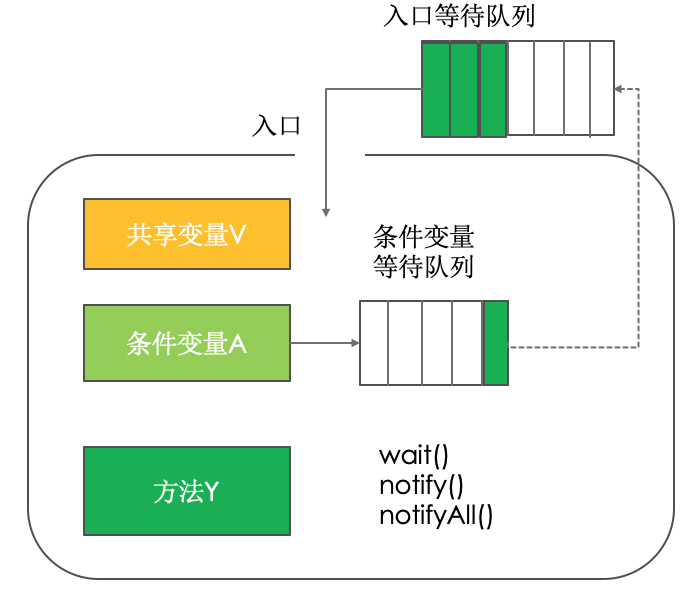 入口等待队列
入口
共享变量V
条件变量
等待队列
条件变量A
方法Y
wait()
notify()
notifyAll()